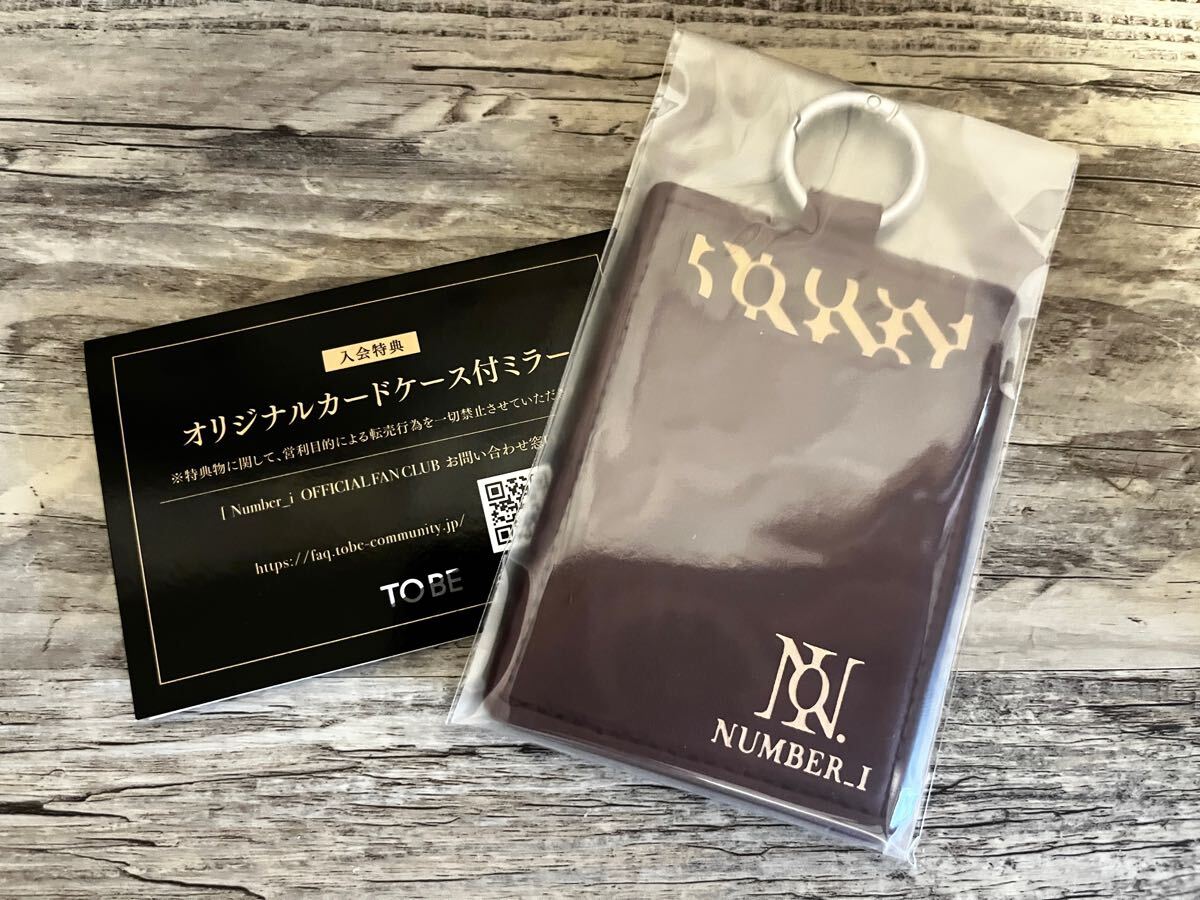 入会特典
オリジナルカードケース付ミラー
※特典物に関して、営利目的による転売行為を一切禁止させていただき
[ Number_i OFFICIAL FAN CLUB お問い合わせ窓
https://faq.tobe-community.jp/
TOBE
NO.
NUMBER_I